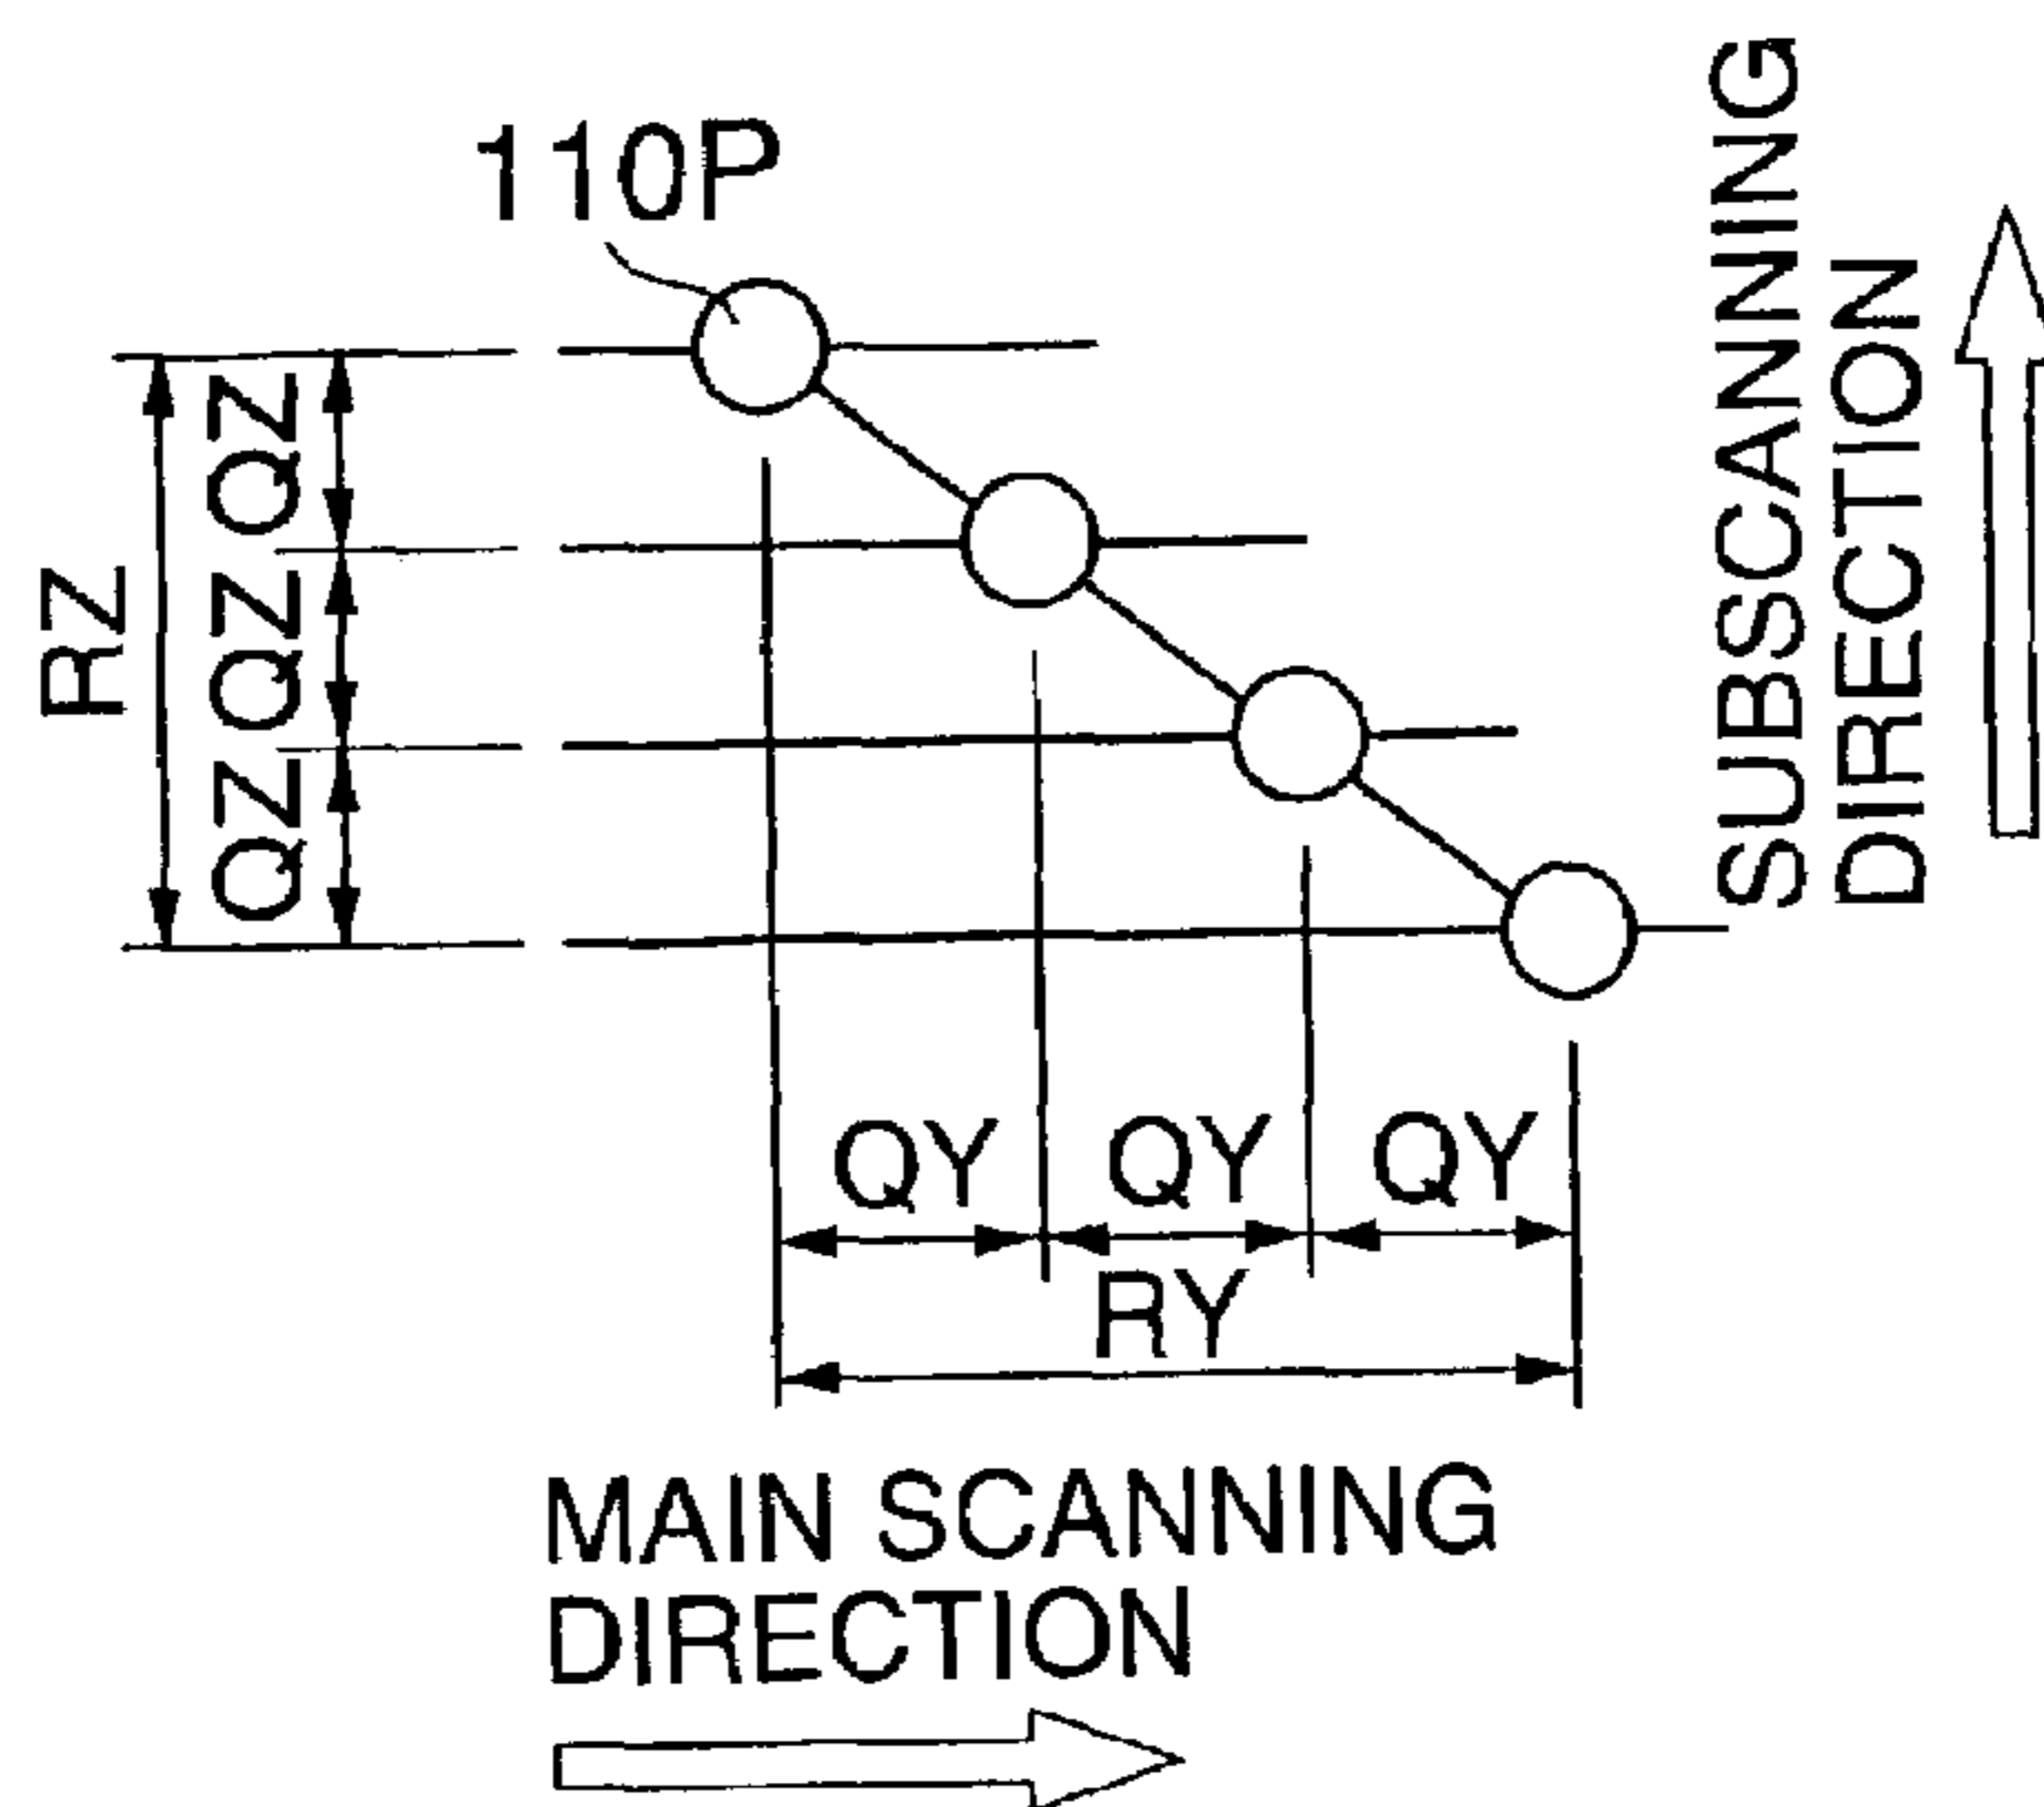 110P
SUBSCANNING
DIRECTION
RZ
QZ
QZ
QZ
QY QY QY
RY
MAIN SCANNING
DIRECTION